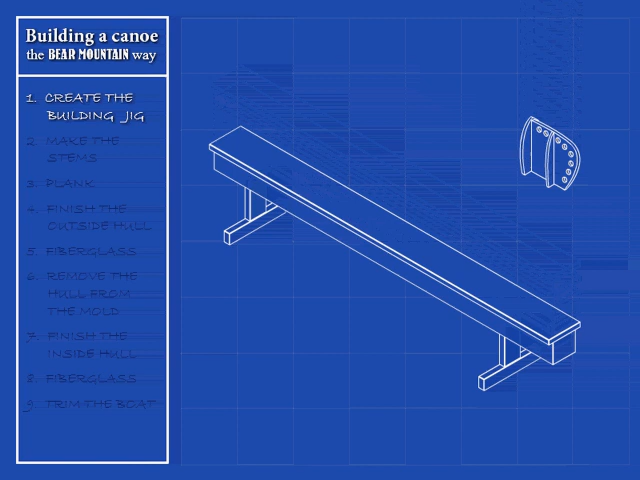 Building a canoe
the BEAR MOUNTAIN way
1. CREATE THE
BUILDING JIG
2. MAKE THE
STEMS
3. PLANK
4. FINISH THE
OUTSIDE HULL
5. FIBERGLASS
6. REMOVE THE
HULL FROM
THE MOLD
7. FINISH THE
INSIDE HULL
8. FIBERGLASS
9. TRIM THE BOAT